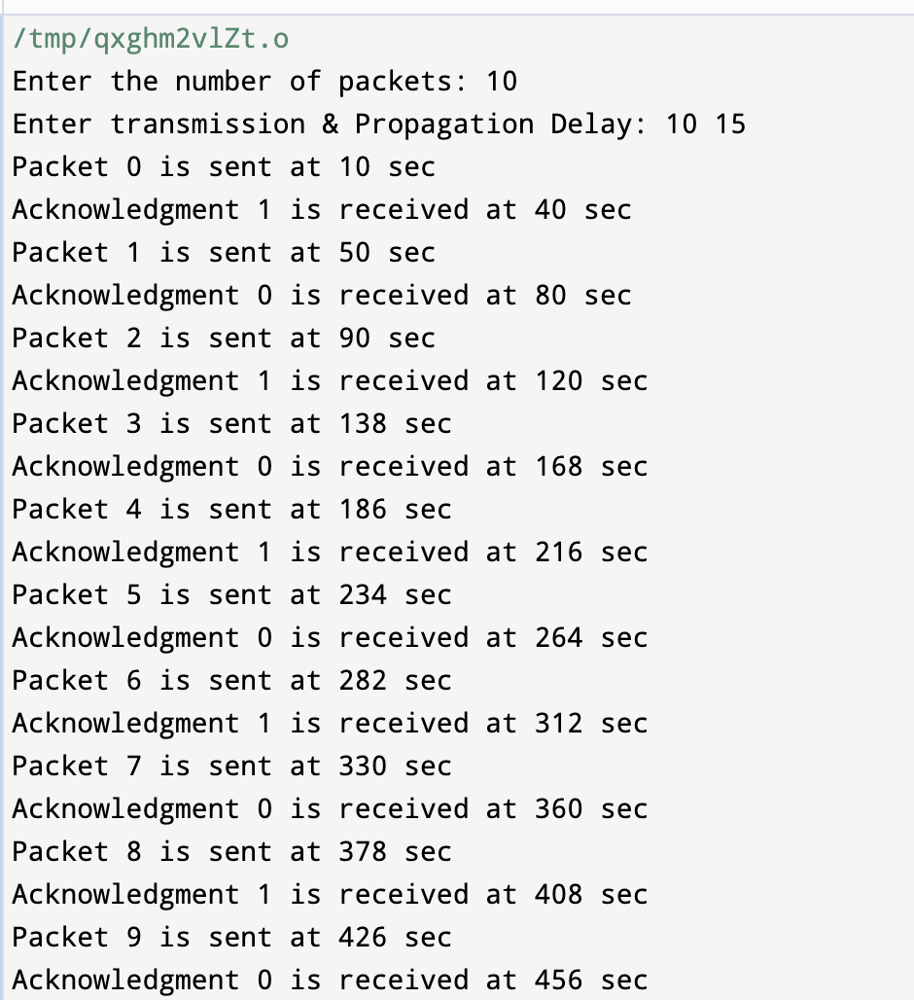 /tmp/qxghm2vlZt.o
Enter the number of packets: 10
Enter transmission & Propagation Delay: 10 15
Packet 0 is sent at 10 sec
Acknowledgment 1 is received at 40 sec
Packet 1 is sent at 50 sec
Acknowledgment 0 is received at 80 sec
Packet 2 is sent at 90 sec
Acknowledgment 1 is received at 120 sec
Packet 3 is sent at 138 sec
Acknowledgment 0 is received at 168 sec
Packet 4 is sent at 186 sec
Acknowledgment 1 is received at 216 sec
Packet 5 is sent at 234 sec
Acknowledgment 0 is received at 264 sec
Packet 6 is sent at 282 sec
Acknowledgment 1 is received at 312 sec
Packet 7 is sent at 330 sec
Acknowledgment 0 is received at 360 sec
Packet 8 is sent at 378 sec
Acknowledgment 1 is received at 408 sec
Packet 9 is sent at 426 sec
Acknowledgment 0 is received at 456 sec